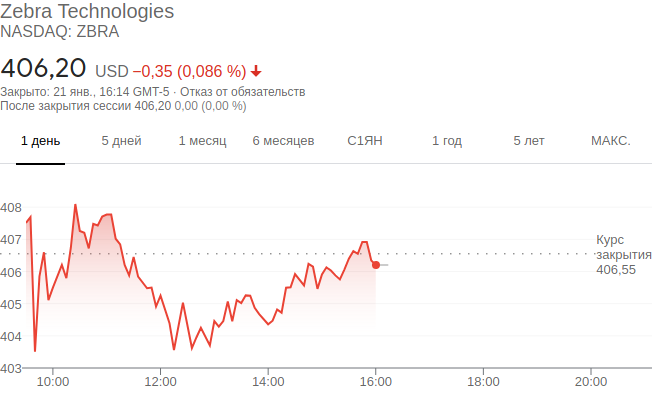 Zebra Technologies
NASDAQ: ZBRA
406,20 USD −0,35 (0,086 %)
Закрыто: 21 янв., 16:14 GMT-5 · Отказ от обязательств
После закрытия сессии 406,20 0,00 (0,00 %)
1 день 5 дней 1 месяц 6 месяцев С1ЯН 1 год 5 лет МАКС.
408
407
406
405
404
403
Курс
закрытия
406,55
10:00 12:00 14:00 16:00 18:00 20:00